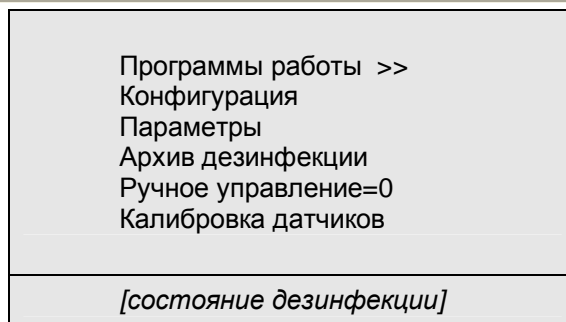 Программы работы >>
Конфигурация
Параметры
Архив дезинфекции
Ручное управление=0
Калибровка датчиков
[состояние дезинфекции]